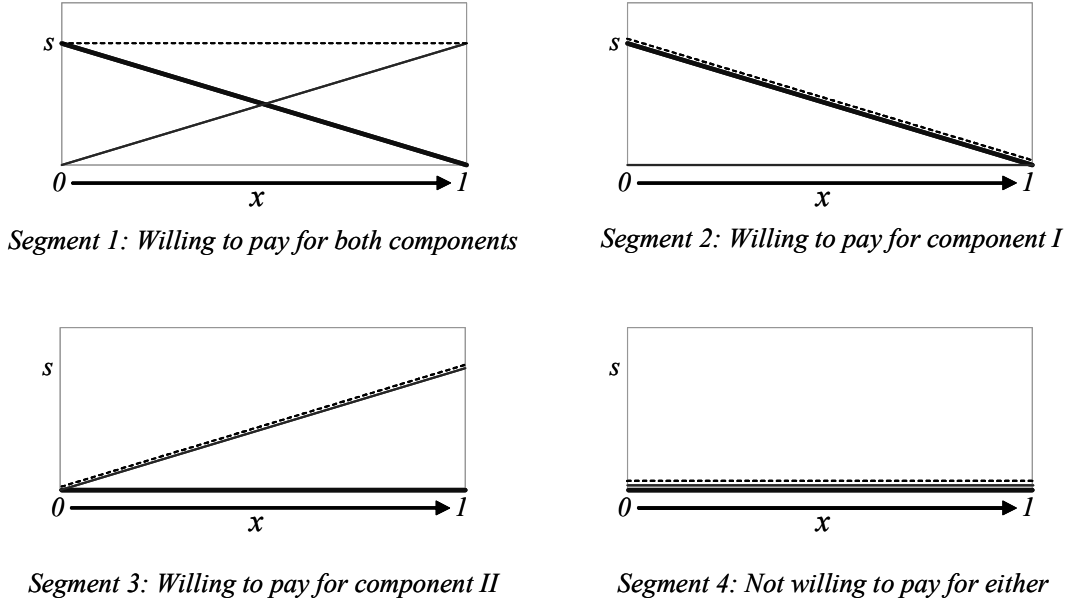 s s
0 1 0 1
x x
Segment 1: Willing to pay for both components
Segment 2: Willing to pay for component I
s s
0 1 0 1
x x
Segment 3: Willing to pay for component II
Segment 4: Not willing to pay for either